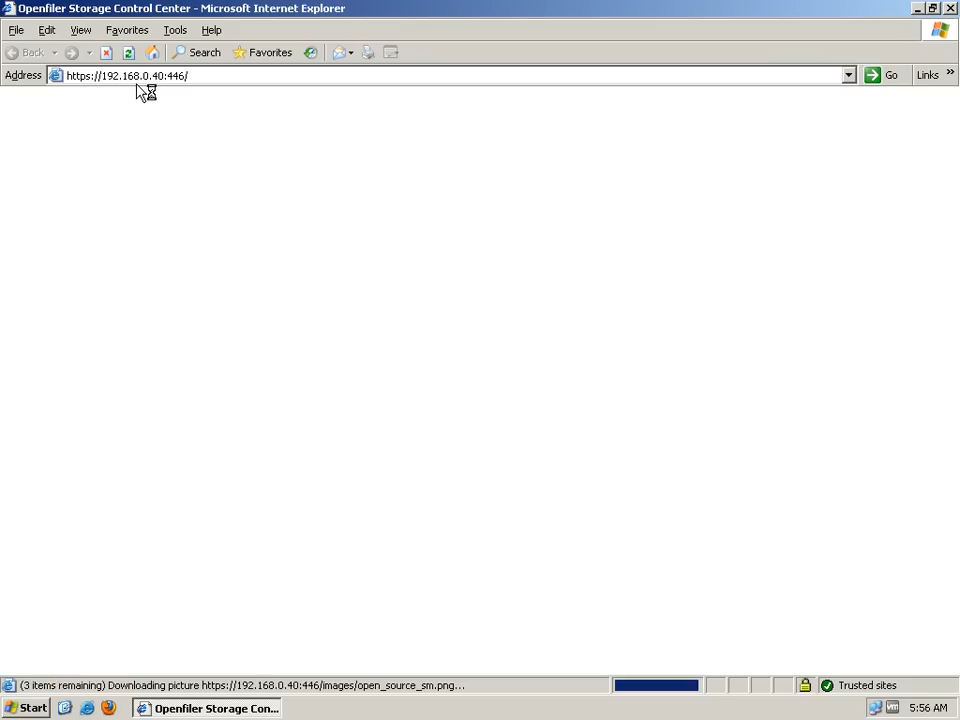 Openfiler Storage Control Center - Microsoft Internet Explorer
File Edit View Favorites Tools Help
Back Search Favorites
Address https://192.168.0.40:446/ Go Links »
(3 items remaining) Downloading picture https://192.168.0.40:446/images/open_source_sm.png... Trusted sites
Start Openfiler Storage Con... 5:56 AM